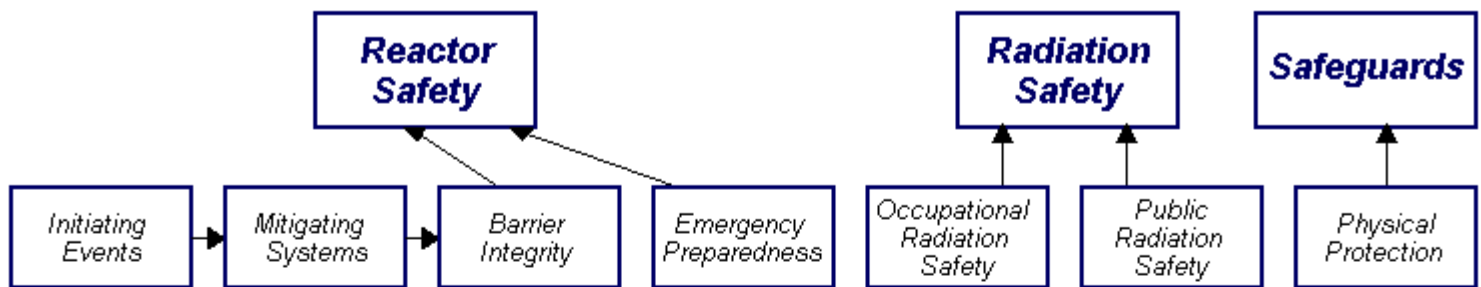 Reactor
Safety
Radiation
Safety
Safeguards
Initiating
Events
Mitigating
Systems
Barrier
Integrity
Emergency
Preparedness
Occupational
Radiation
Safety
Public
Radiation
Safety
Physical
Protection